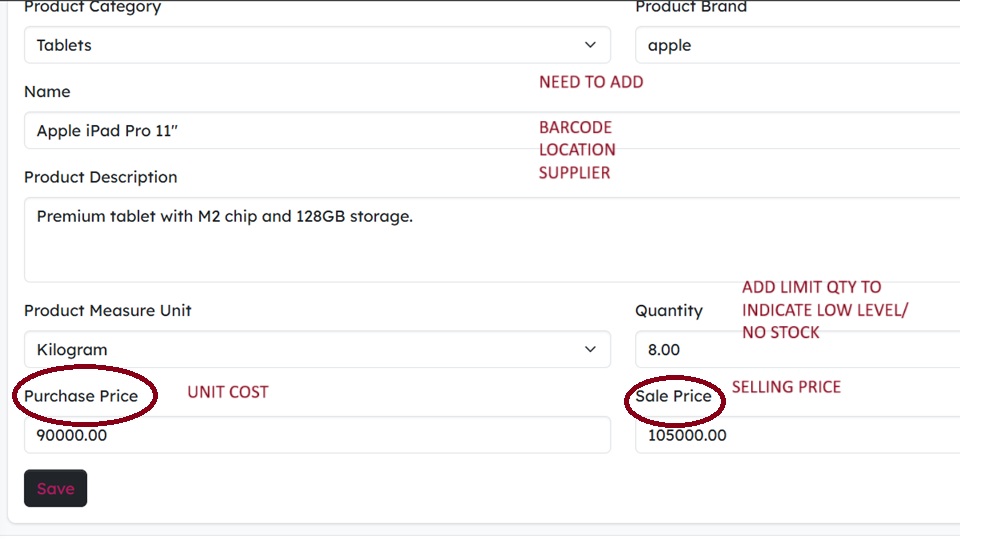 Product Category
Product Brand
Tablets
apple
NEED TO ADD
Name
Apple iPad Pro 11"
BARCODE
LOCATION
SUPPLIER
Product Description
Premium tablet with M2 chip and 128GB storage.
ADD LIMIT QTY TO
INDICATE LOW LEVEL/
NO STOCK
Product Measure Unit
Quantity
Kilogram
8.00
Purchase Price
UNIT COST
Sale Price
SELLING PRICE
90000.00
105000.00
Save